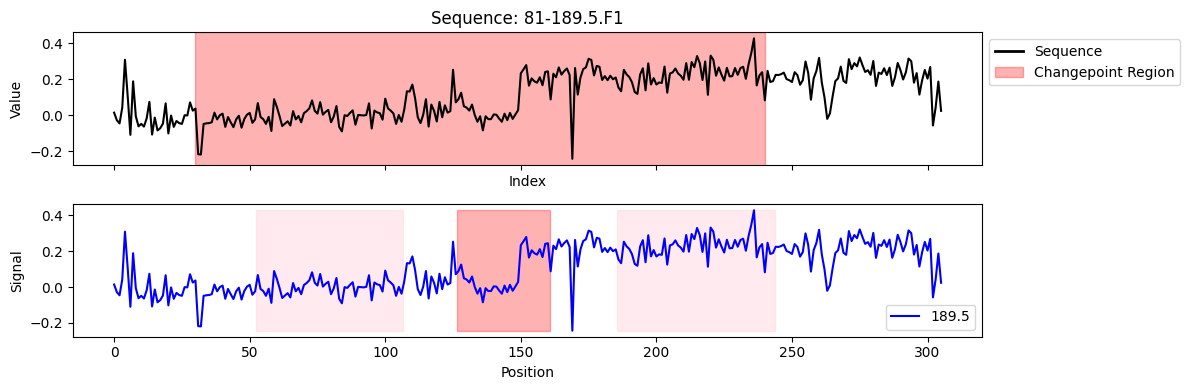 Sequence: 81-189.5.F1
0.4
0.2
0.0
−0.2
Value
Index
Sequence
Changepoint Region
0.4
0.2
0.0
−0.2
Signal
189.5
0 50 100 150 200 250 300
Position